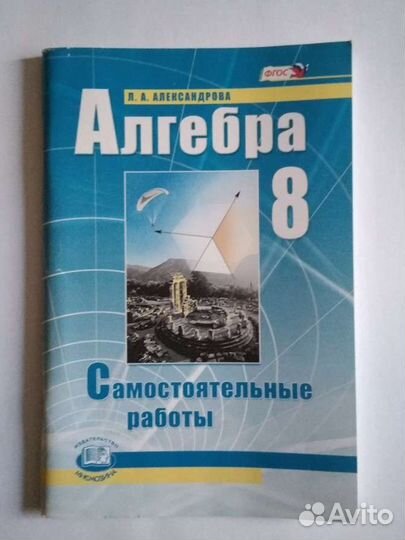 ФГОС
Л. А. АЛЕКСАНДРОВА
Алгебра
8
Самостоятельные
работы
ИЗДАТЕЛЬСТВО
МНЕМОЗИНА
Avito